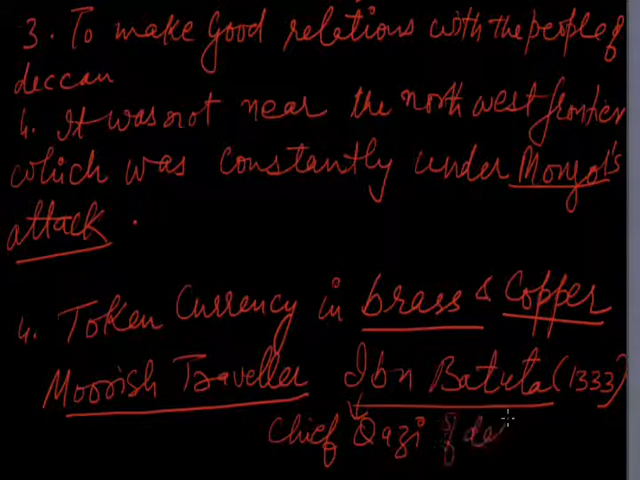 3. To make Good relations with the people of
deccan
4. It was not near the north west frontier
which was constantly under Mongol's
attack.
4. Token Currency in brass & Copper
Moorish Traveller Ibn Batuta (1333)
Chief Qazi of de